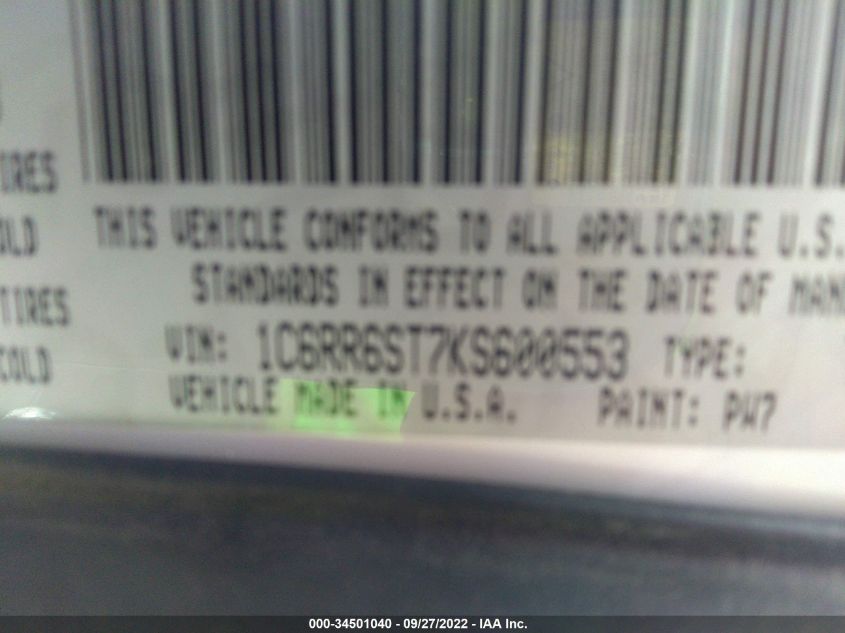 IRES
OLD
TIRES
COLD
THIS VEHICLE CONFORMS TO ALL APPLICABLE U.S.
STANDARDS IN EFFECT ON THE DATE OF MAN
VIN: 1C6RR6ST7KS600553 TYPE:
VEHICLE MADE IN U.S.A. PAINT: PW7
000-34501040 - 09/27/2022 - IAA Inc.